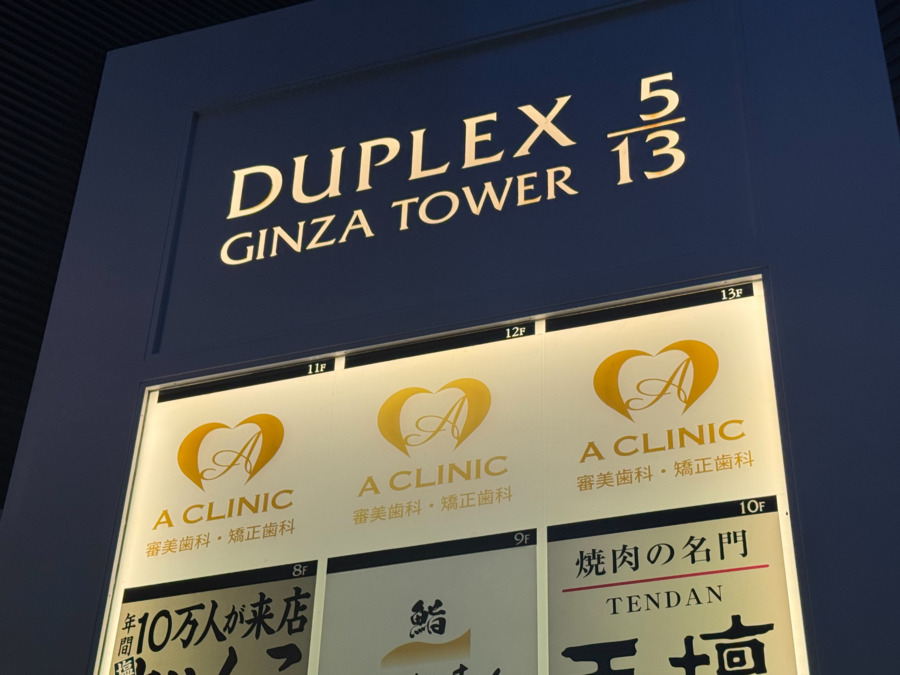 DUPLEX 5/13
GINZA TOWER
11F
A
A CLINIC
審美歯科・矯正歯科
12F
A
A CLINIC
審美歯科・矯正歯科
13F
A
A CLINIC
審美歯科・矯正歯科
8F
年間10万人が来店
9F
鮨
10F
焼肉の名門
TENDAN
天壇